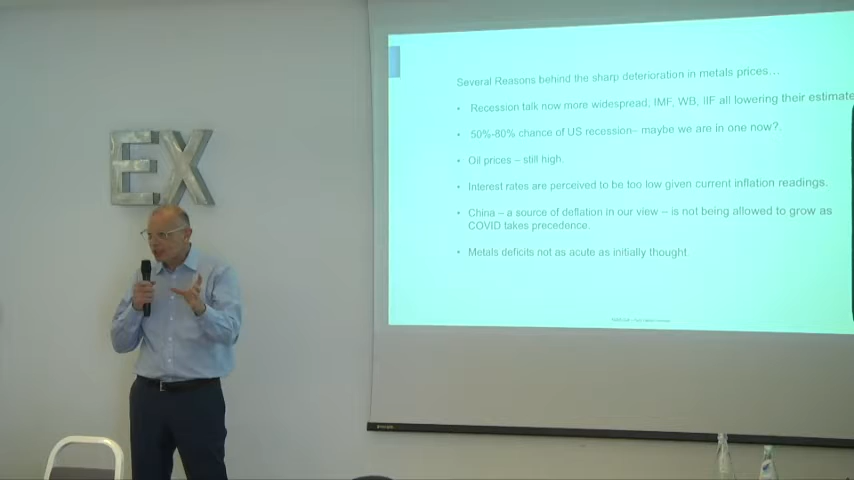 EX
Several Reasons behind the sharp deterioration in metals prices…
• Recession talk now more widespread, IMF, WB, IIF all lowering their estimate
• 50%-80% chance of US recession– maybe we are in one now?.
• Oil prices – still high.
• Interest rates are perceived to be too low given current inflation readings.
• China – a source of deflation in our view – is not being allowed to grow as
COVID takes precedence.
• Metals deficits not as acute as initially thought.